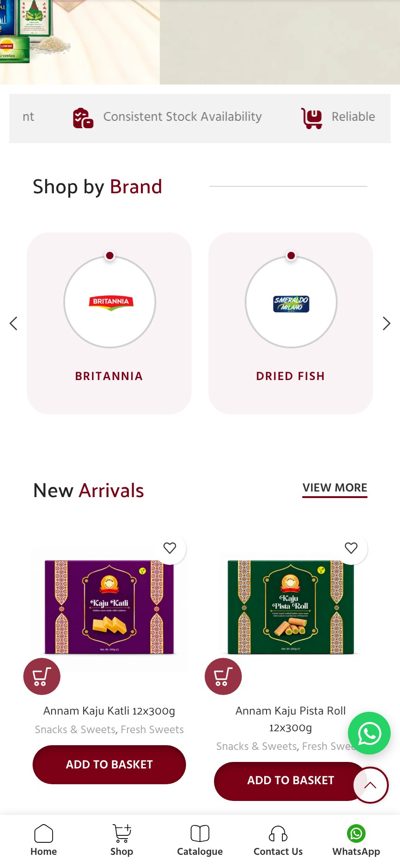 nt
Consistent Stock Availability
Reliable
Shop by Brand
BRITANNIA
SMERALDO
MILANO
BRITANNIA
DRIED FISH
New Arrivals
VIEW MORE
Kaju Katli
Kaju
Pista Roll
Annam Kaju Katli 12x300g
Snacks & Sweets, Fresh Sweets
ADD TO BASKET
Annam Kaju Pista Roll
12x300g
Snacks & Sweets, Fresh Swee
ADD TO BASKET
Home
Shop
Catalogue
Contact Us
WhatsApp